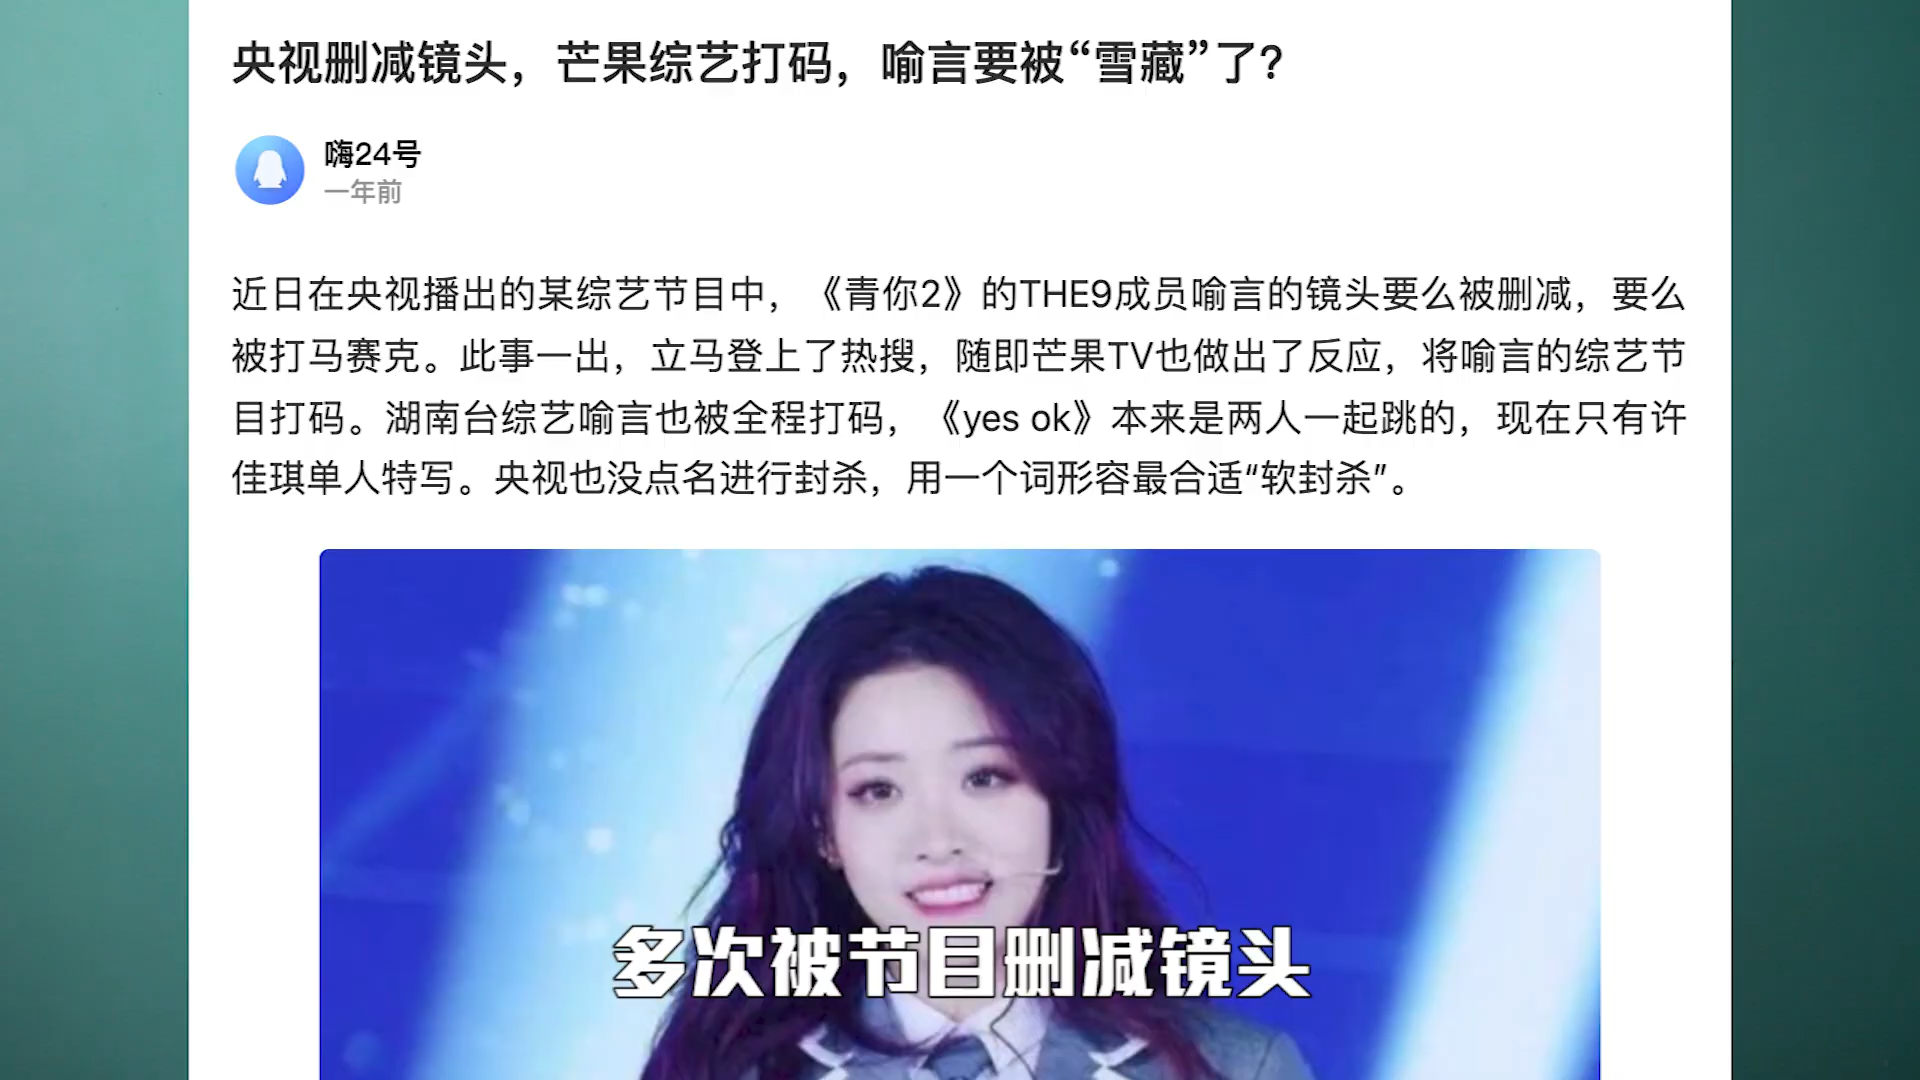 央视删减镜头，芒果综艺打码，喻言要被“雪藏”了？
嗨24号
一年前
近日在央视播出的某综艺节目中，《青你2》的THE9成员喻言的镜头要么被删减，要么
被打马赛克。此事一出，立马登上了热搜，随即芒果TV也做出了反应，将喻言的综艺节
目打码。湖南台综艺喻言也被全程打码，《yes ok》本来是两人一起跳的，现在只有许
佳琪单人特写。央视也没点名进行封杀，用一个词形容最合适“软封杀”。
多次被节目删减镜头